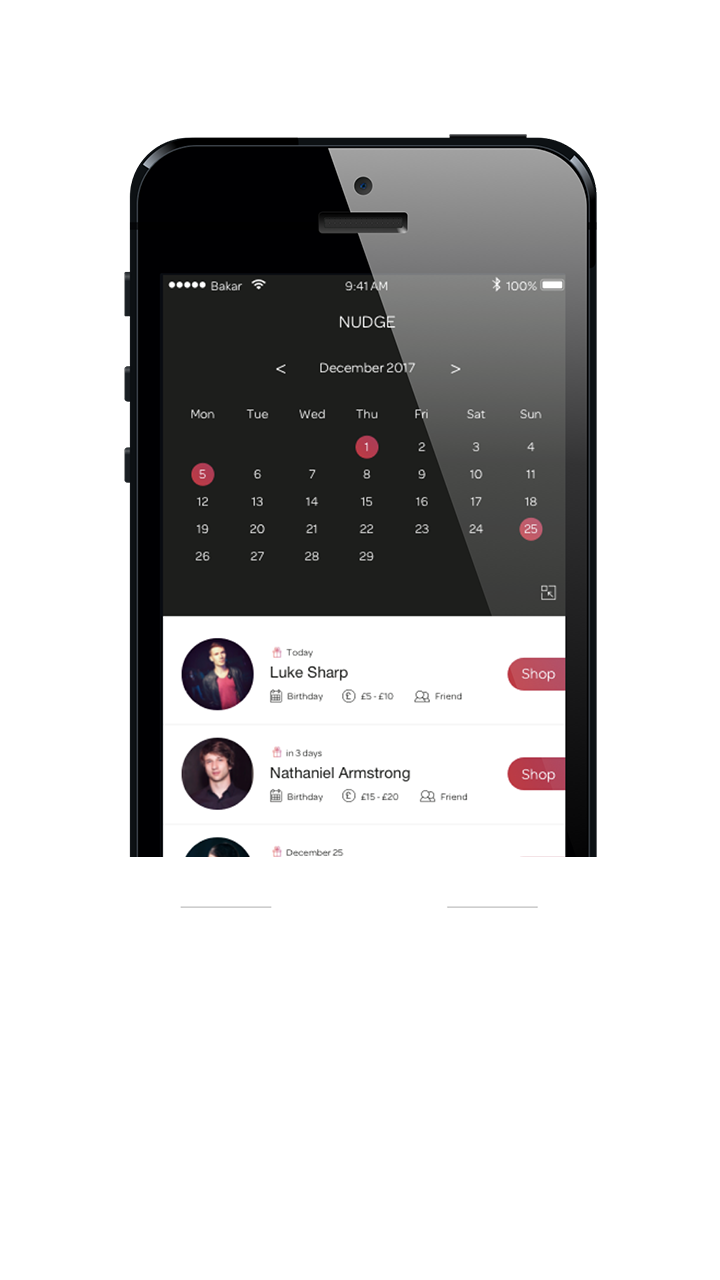 Bakar 9:41 AM 100%
NUDGE
< December 2017 >
Mon Tue Wed Thu Fri Sat Sun
1 2 3 4
5 6 7 8 9 10 11
12 13 14 15 16 17 18
19 20 21 22 23 24 25
26 27 28 29
Today
Luke Sharp
Birthday £ £5 - £10 Friend
Shop
in 3 days
Nathaniel Armstrong
Birthday £ £15 - £20 Friend
Shop
December 25